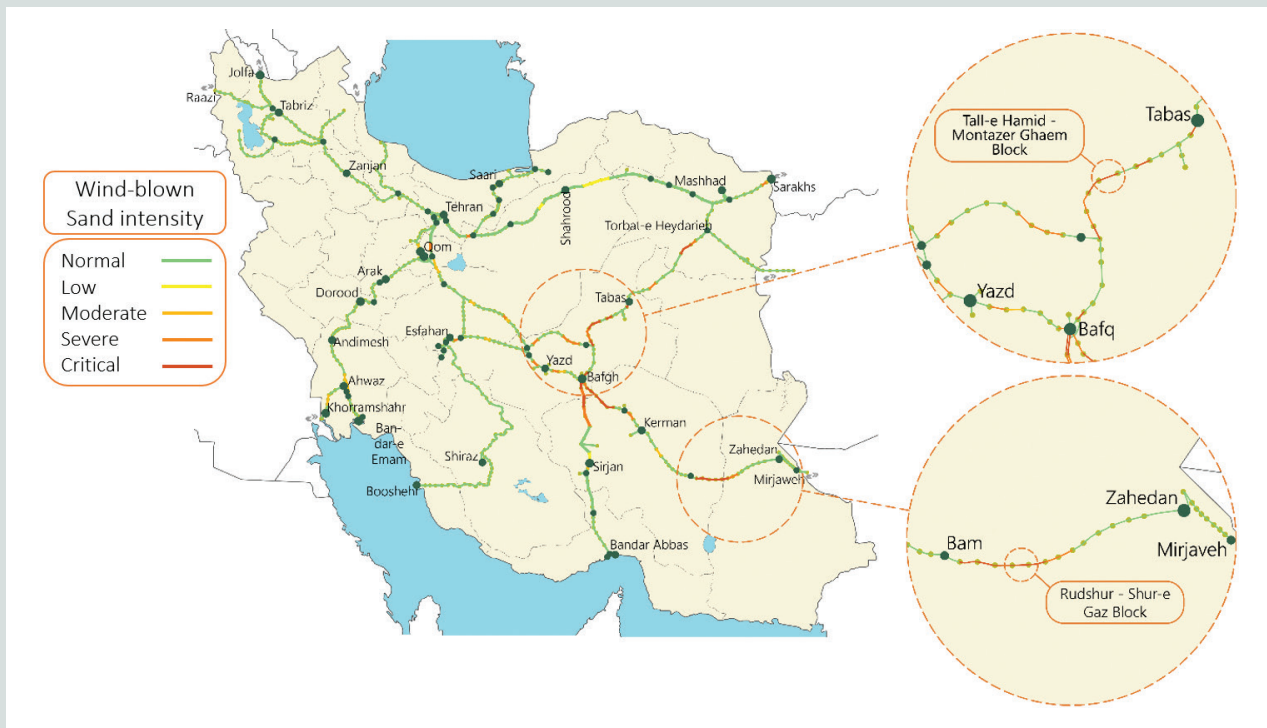 Wind-blown
Sand intensity
Normal
Low
Moderate
Severe
Critical
Jolfa
Raazi
Tabriz
Zanjan
Saari
Tehran
Shahrood
Mashhad
Sarakhs
Torbat-e Heydarieh
Qom
Arak
Dorood
Tabas
Esfahan
Andimesh
Yazd
Bafgh
Ahwaz
Khorramshahr
Ban-
dar-e
Emam
Kerman
Zahedan
Mirjaweh
Shiraz
Sirjan
Booshehr
Bandar Abbas
Tall-e Hamid -
Montazer Ghaem
Block
Tabas
Yazd
Bafq
Zahedan
Bam
Mirjaveh
Rudshur - Shur-e
Gaz Block